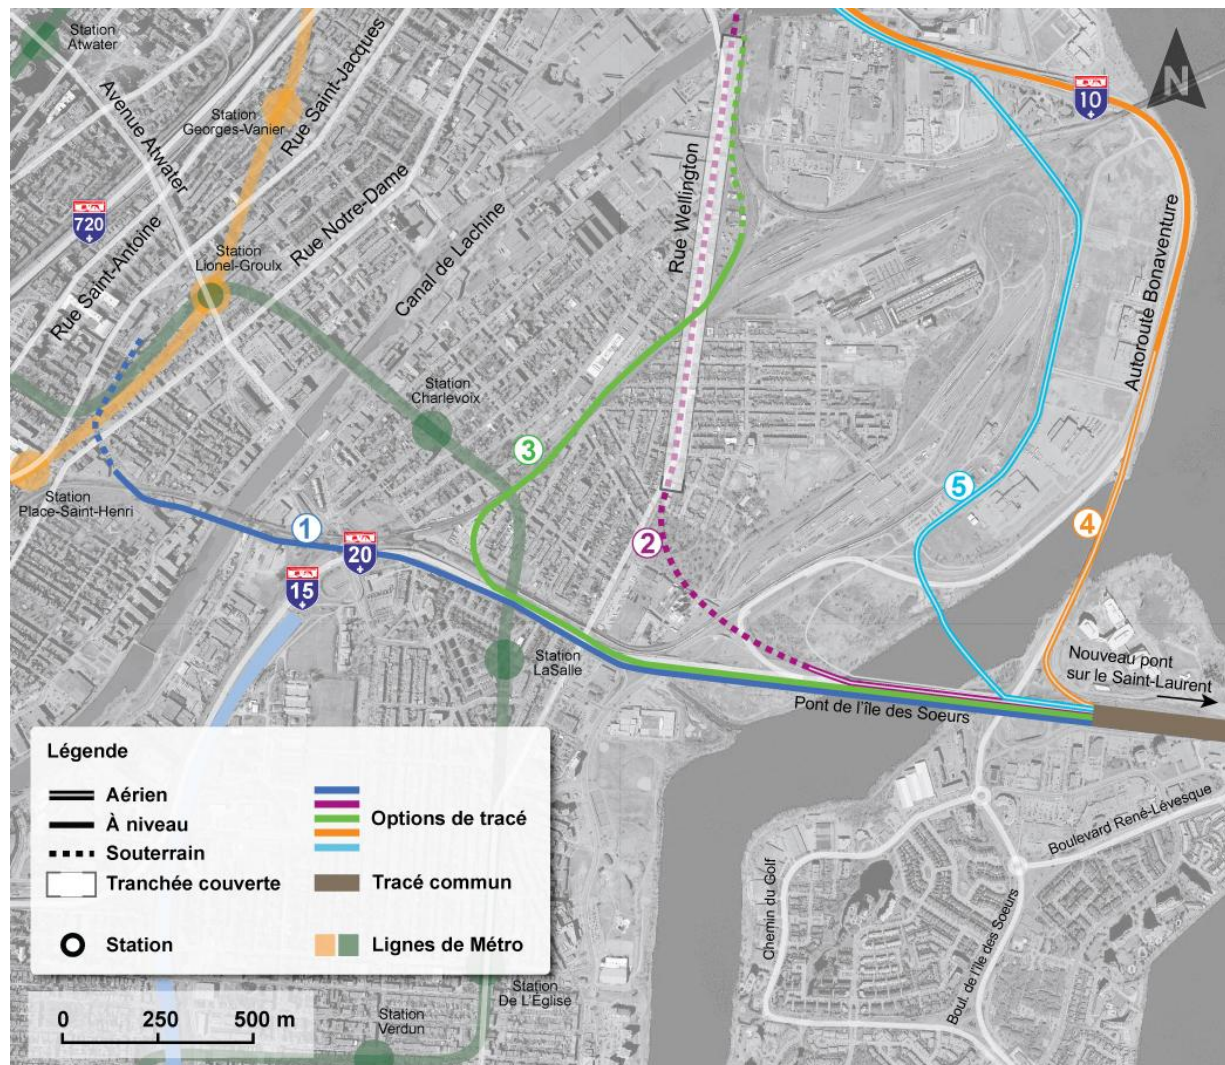 Station
Atwater
Avenue Atwater
Station
Georges-Vanier
Rue Saint-Jacques
720
Rue Saint-Antoine
Station
Lionel-Groulx
Rue Notre-Dame
Canal de Lachine
Rue Wellington
10
N
Autoroute Bonaventure
Station
Charlevoix
Station
Place-Saint-Henri
1
20
15
3
2
5
4
Station
LaSalle
Nouveau pont
sur le Saint-Laurent
Pont de l'île des Soeurs
Boulevard René-Lévesque
Chemin du Golf
Boul. de l'île des Soeurs
Légende
Aérien
À niveau
Souterrain
Tranchée couverte
Station
Options de tracé
Tracé commun
Lignes de Métro
Station
De L'Église
Station
Verdun
0 250 500 m